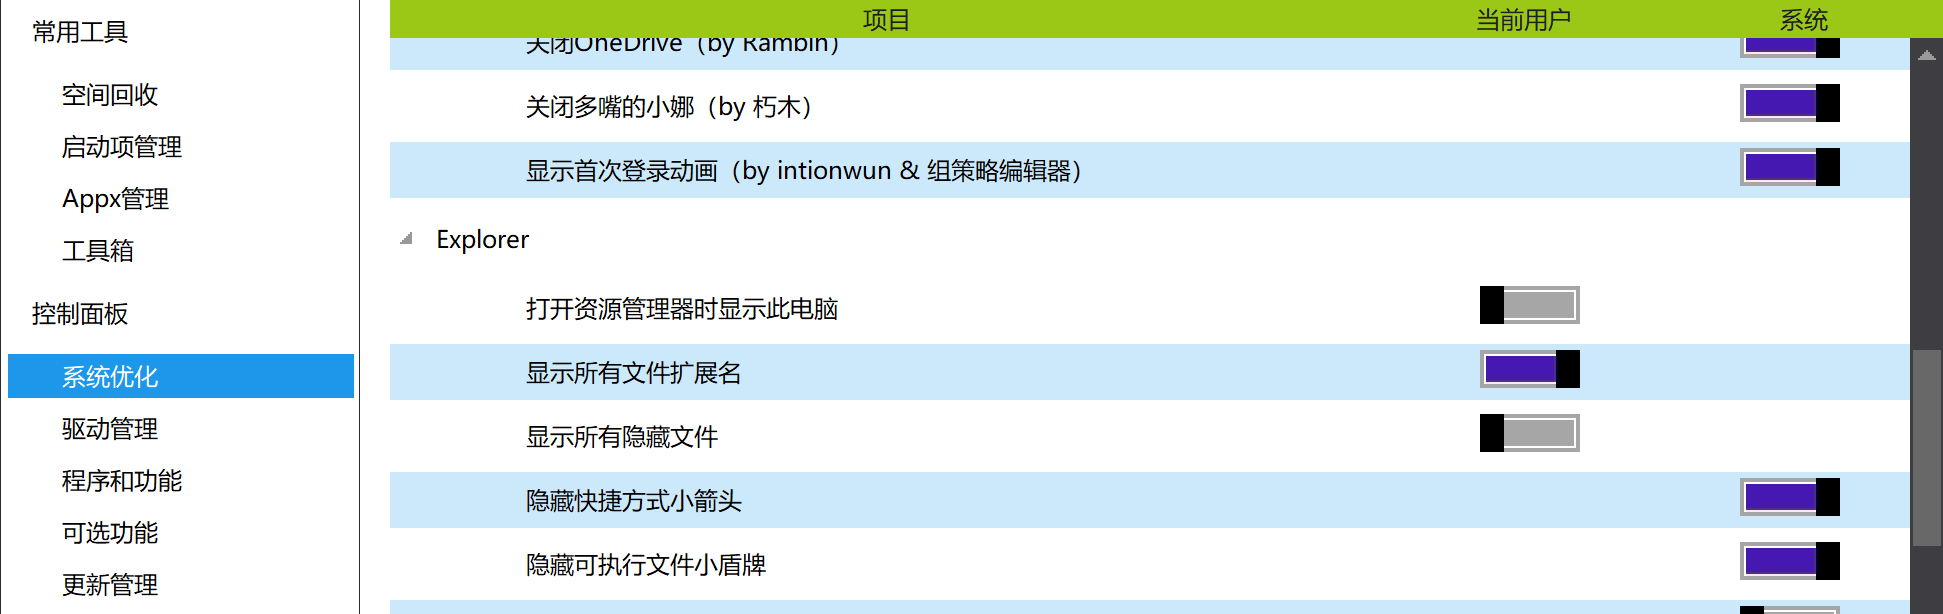 常用工具
空间回收
启动项管理
Appx管理
工具箱
控制面板
系统优化
驱动管理
程序和功能
可选功能
更新管理
项目 当前用户 系统
关闭OneDrive（by Rambin）
关闭多嘴的小娜（by 朽木）
显示首次登录动画（by intionwun & 组策略编辑器）
Explorer
打开资源管理器时显示此电脑
显示所有文件扩展名
显示所有隐藏文件
隐藏快捷方式小箭头
隐藏可执行文件小盾牌